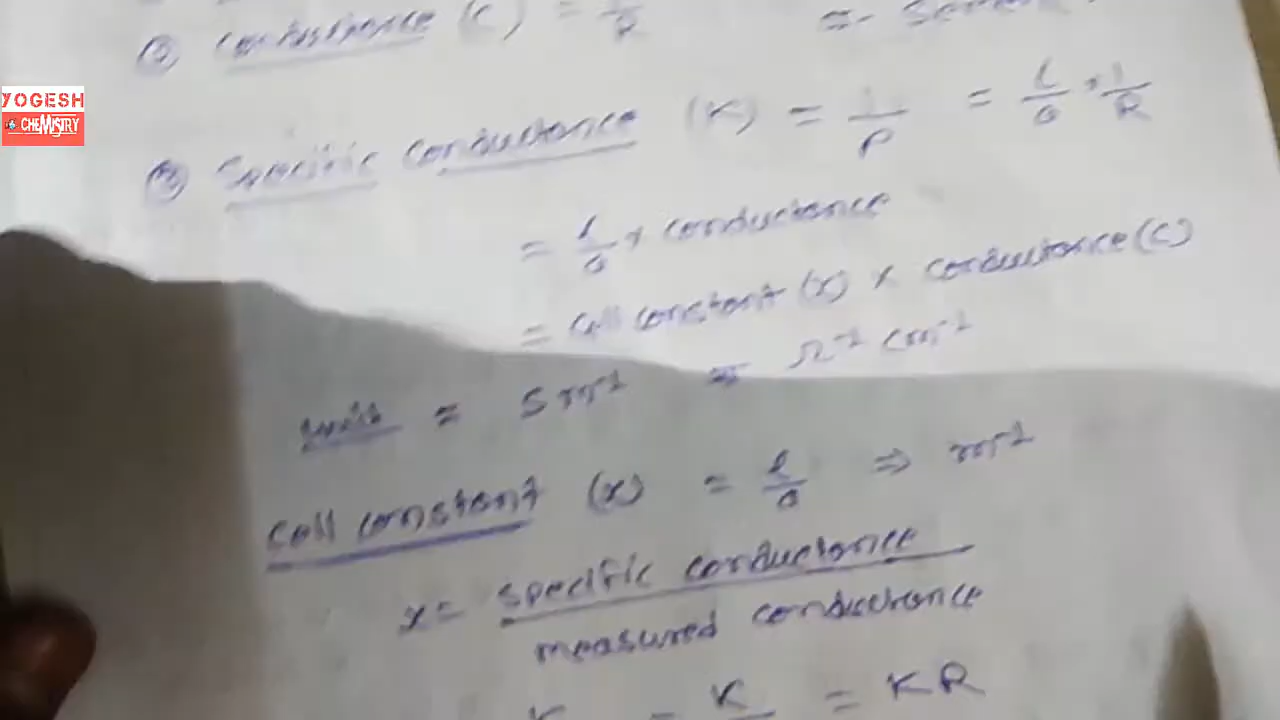 YOGESH
CHEMISTRY
② Conductance (C) = 1/R
③ Specific conductance (K) = 1/ρ = l/a × 1/R
= l/a × conductance
= Cell constant (x) × conductance (C)
unit = S m⁻¹ = Ω⁻¹ cm⁻¹
Cell constant (x) = l/a ⇒ m⁻¹
x = specific conductance / measured conductance
= K = KR